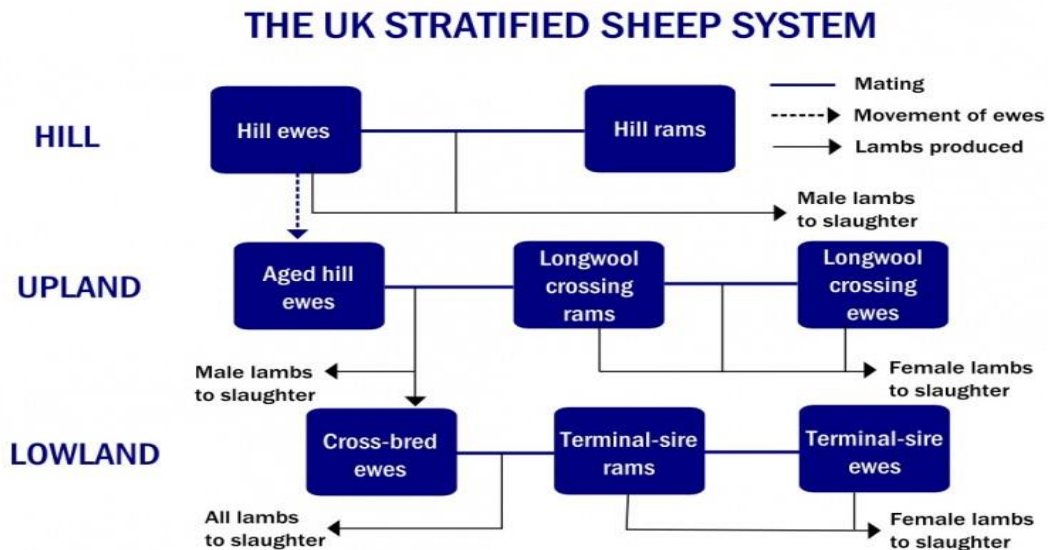 THE UK STRATIFIED SHEEP SYSTEM
Mating
Movement of ewes
Lambs produced
HILL
Hill ewes
Hill rams
Male lambs
to slaughter
UPLAND
Aged hill
ewes
Longwool
crossing
rams
Longwool
crossing
ewes
Male lambs
to slaughter
Female lambs
to slaughter
LOWLAND
Cross-bred
ewes
Terminal-sire
rams
Terminal-sire
ewes
All lambs
to slaughter
Female lambs
to slaughter